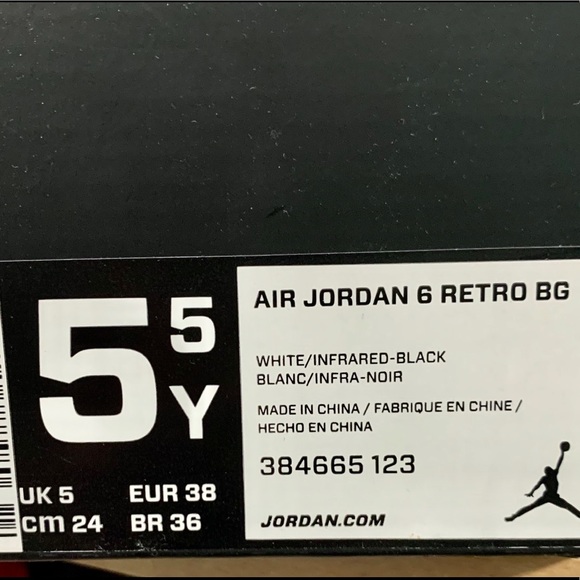 5 5 Y
UK 5 EUR 38
cm 24 BR 36
AIR JORDAN 6 RETRO BG
WHITE/INFRARED-BLACK
BLANC/INFRA-NOIR
MADE IN CHINA / FABRIQUE EN CHINE /
HECHO EN CHINA
384665 123
JORDAN.COM